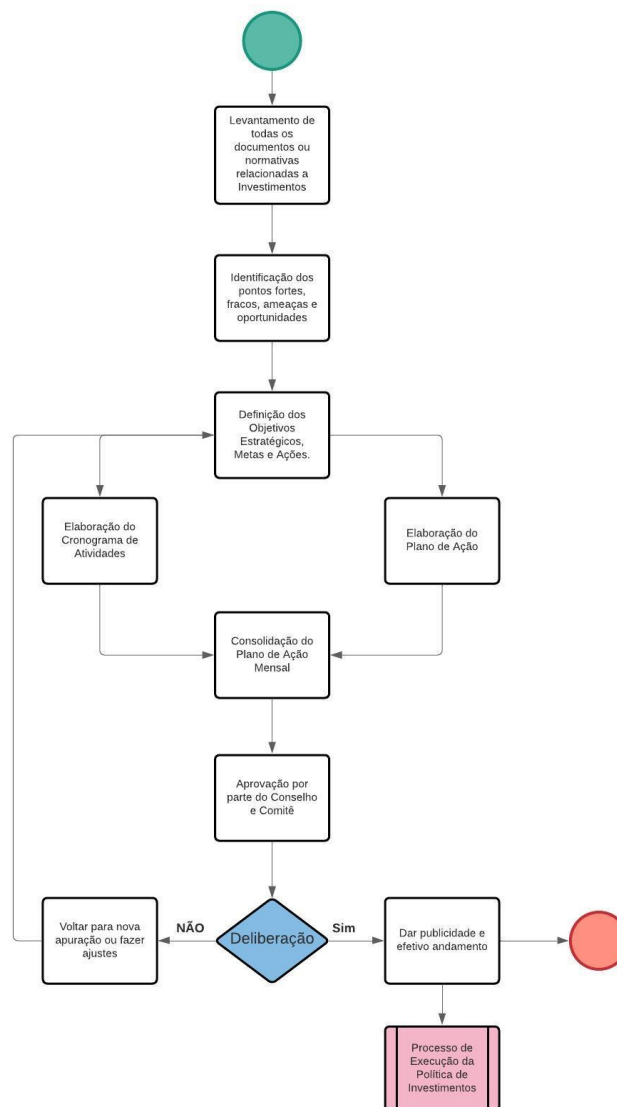 Levantamento de
todas os
documentos ou
normativas
relacionadas a
Investimentos
Identificação dos
pontos fortes,
fracos, ameaças e
oportunidades
Definição dos
Objetivos
Estratégicos,
Metas e Ações.
Elaboração do
Cronograma de
Atividades
Elaboração do
Plano de Ação
Consolidação do
Plano de Ação
Mensal
Aprovação por
parte do Conselho
e Comitê
Voltar para nova
apuração ou fazer
ajustes
NÃO
Deliberação
Sim
Dar publicidade e
efetivo andamento
Processo de
Execução da
Política de
Investimentos